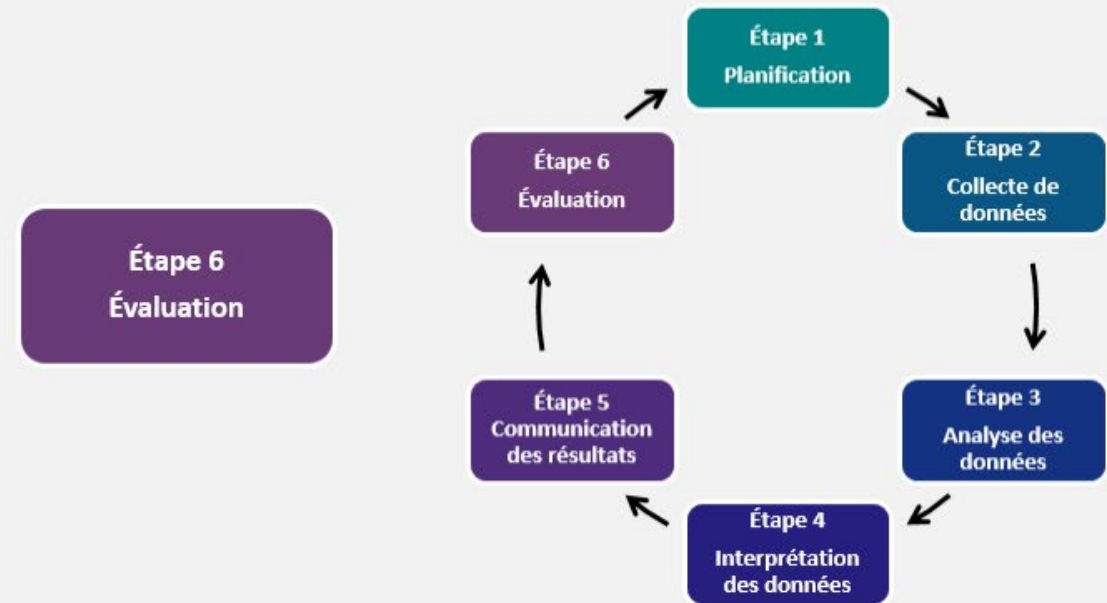 Étape 6
Évaluation
Étape 1
Planification
Étape 2
Collecte de
données
Étape 3
Analyse des
données
Étape 4
Interprétation
des données
Étape 5
Communication
des résultats
Étape 6
Évaluation